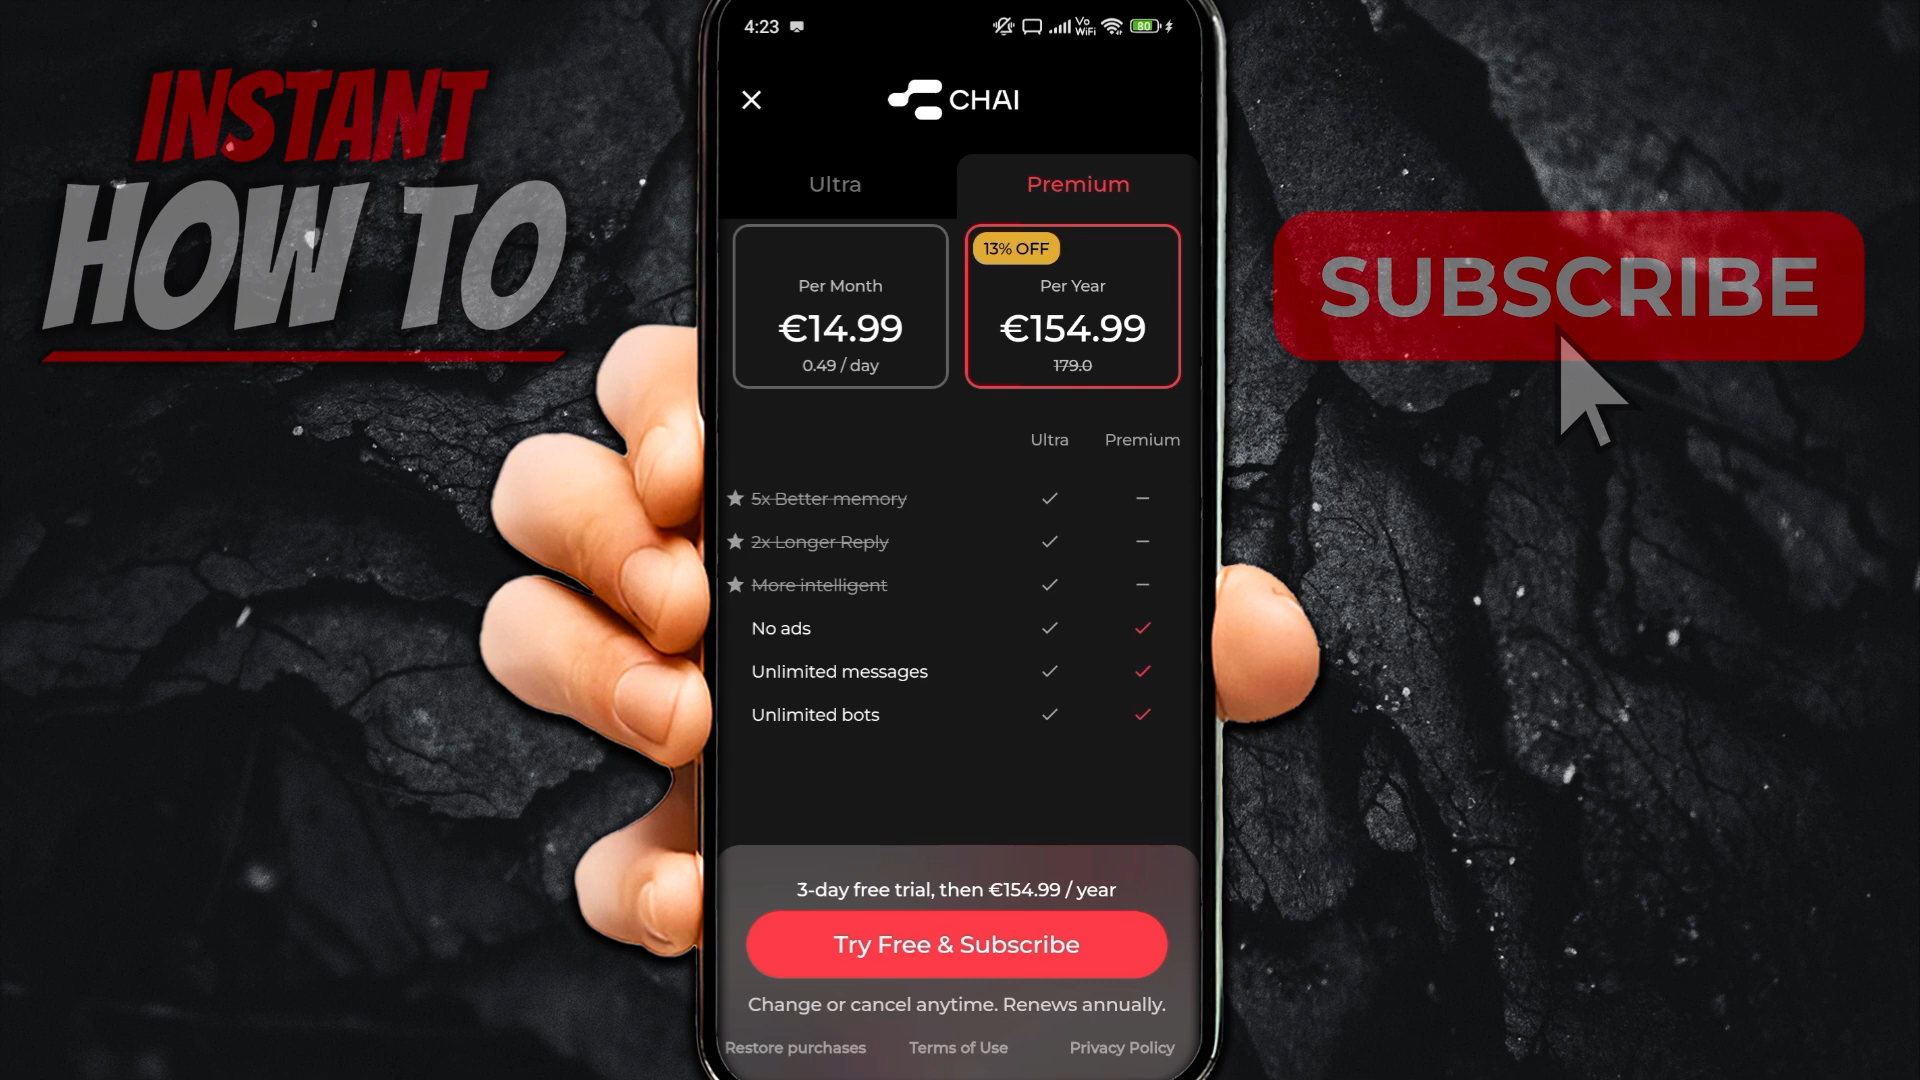 INSTANT
HOW TO
SUBSCRIBE
4:23
Vo
WiFi
80
CHAI
Ultra
Premium
13% OFF
Per Month
Per Year
€14.99
€154.99
0.49 / day
179.0
Ultra
Premium
5x Better memory
2x Longer Reply
More intelligent
No ads
Unlimited messages
Unlimited bots
3-day free trial, then €154.99 / year
Try Free & Subscribe
Change or cancel anytime. Renews annually.
Restore purchases
Terms of Use
Privacy Policy